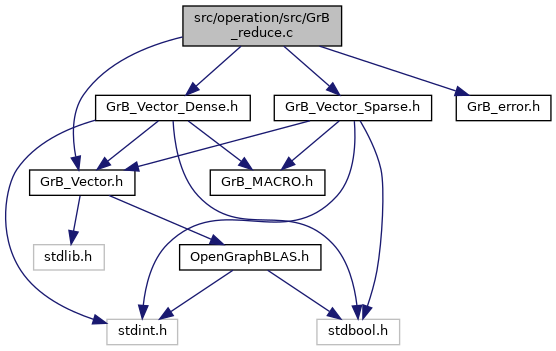 src/operation/src/GrB
_reduce.c
GrB_Vector_Dense.h
GrB_Vector_Sparse.h
GrB_error.h
GrB_Vector.h
GrB_MACRO.h
stdlib.h
OpenGraphBLAS.h
stdint.h
stdbool.h